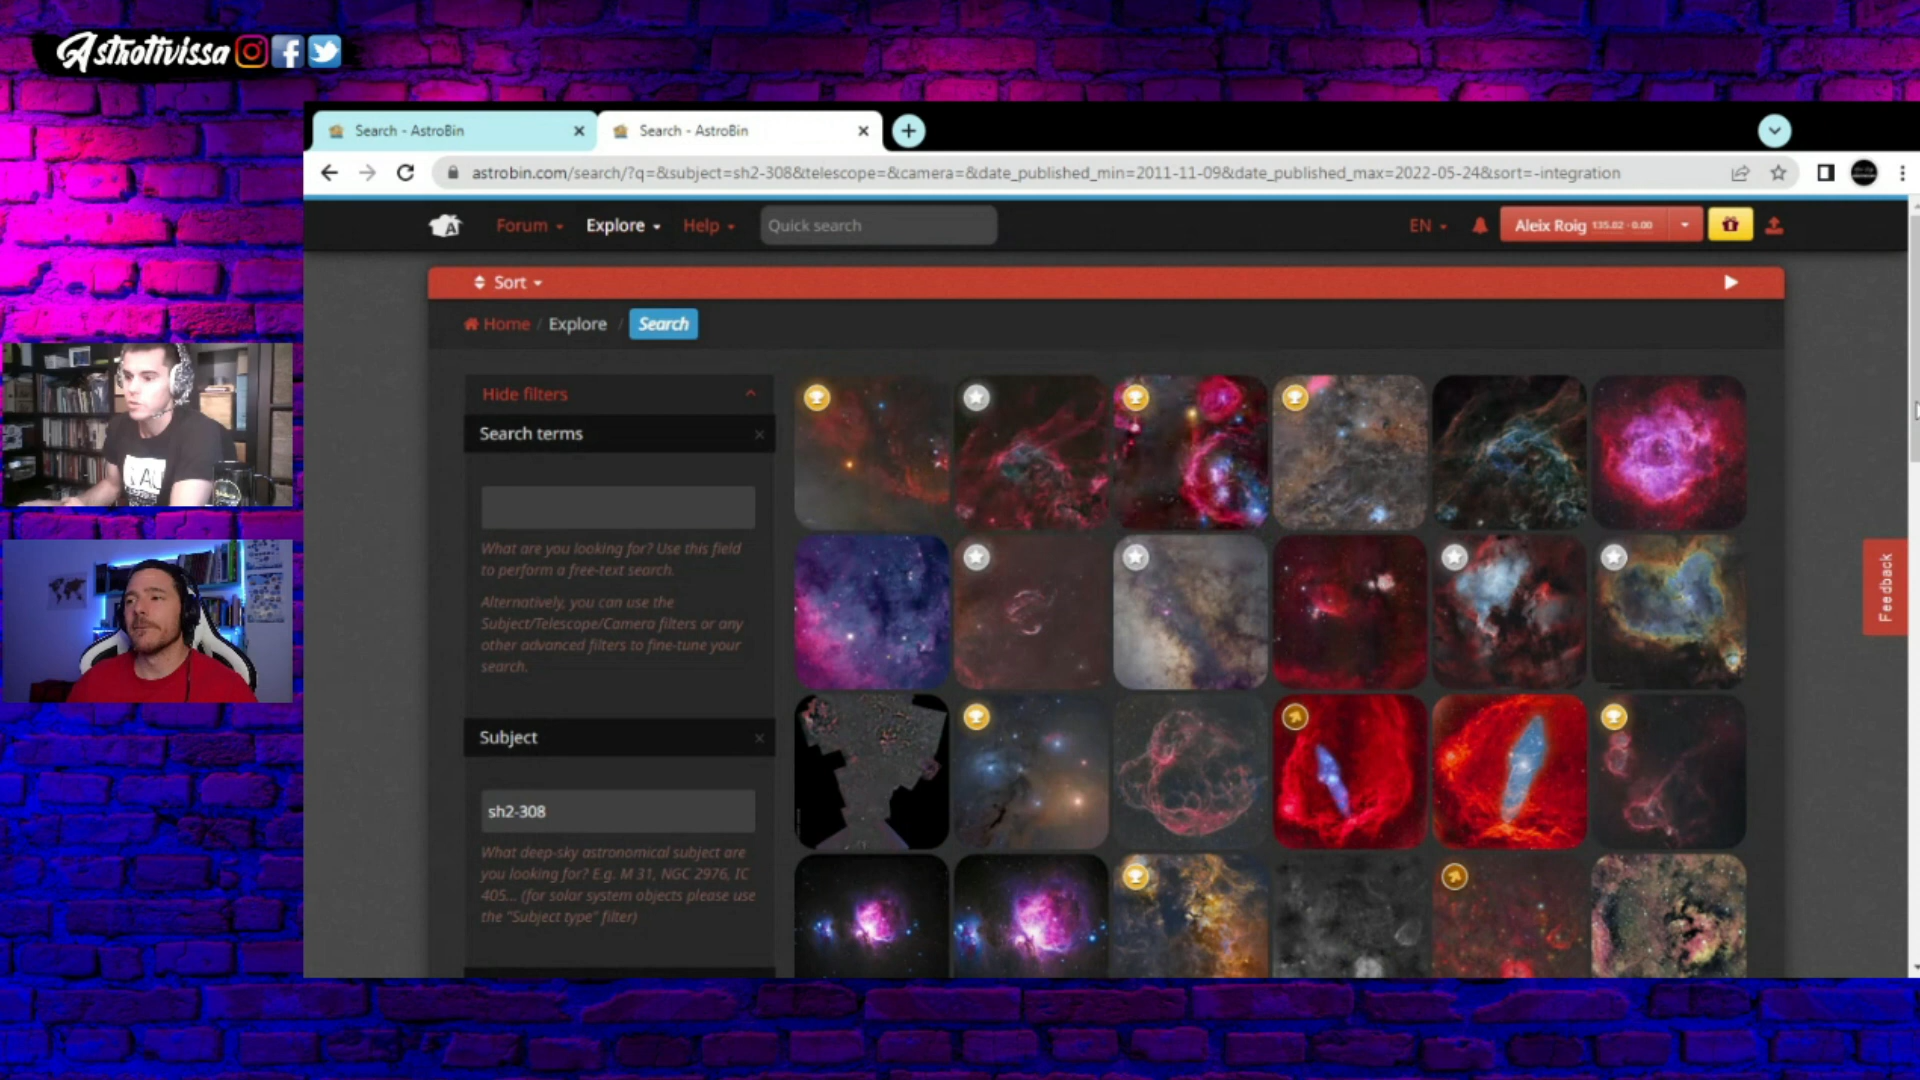 Astrotivissa
Search - AstroBin
Search - AstroBin
astrobin.com/search/?q=&subject=sh2-308&telescope=&camera=&date_published_min=2011-11-09&date_published_max=2022-05-24&sort=-integration
A
Forum
Explore
Help
Quick search
EN
Aleix Roig 135.02 · 0.00
Sort
Home / Explore / Search
Hide filters
Search terms
What are you looking for? Use this field
to perform a free-text search.
Alternatively, you can use the
Subject/Telescope/Camera filters or any
other advanced filters to fine-tune your
search.
Subject
sh2-308
What deep-sky astronomical subject are
you looking for? E.g. M 31, NGC 2976, IC
405... (for solar system objects please use
the "Subject type" filter)
Feedback